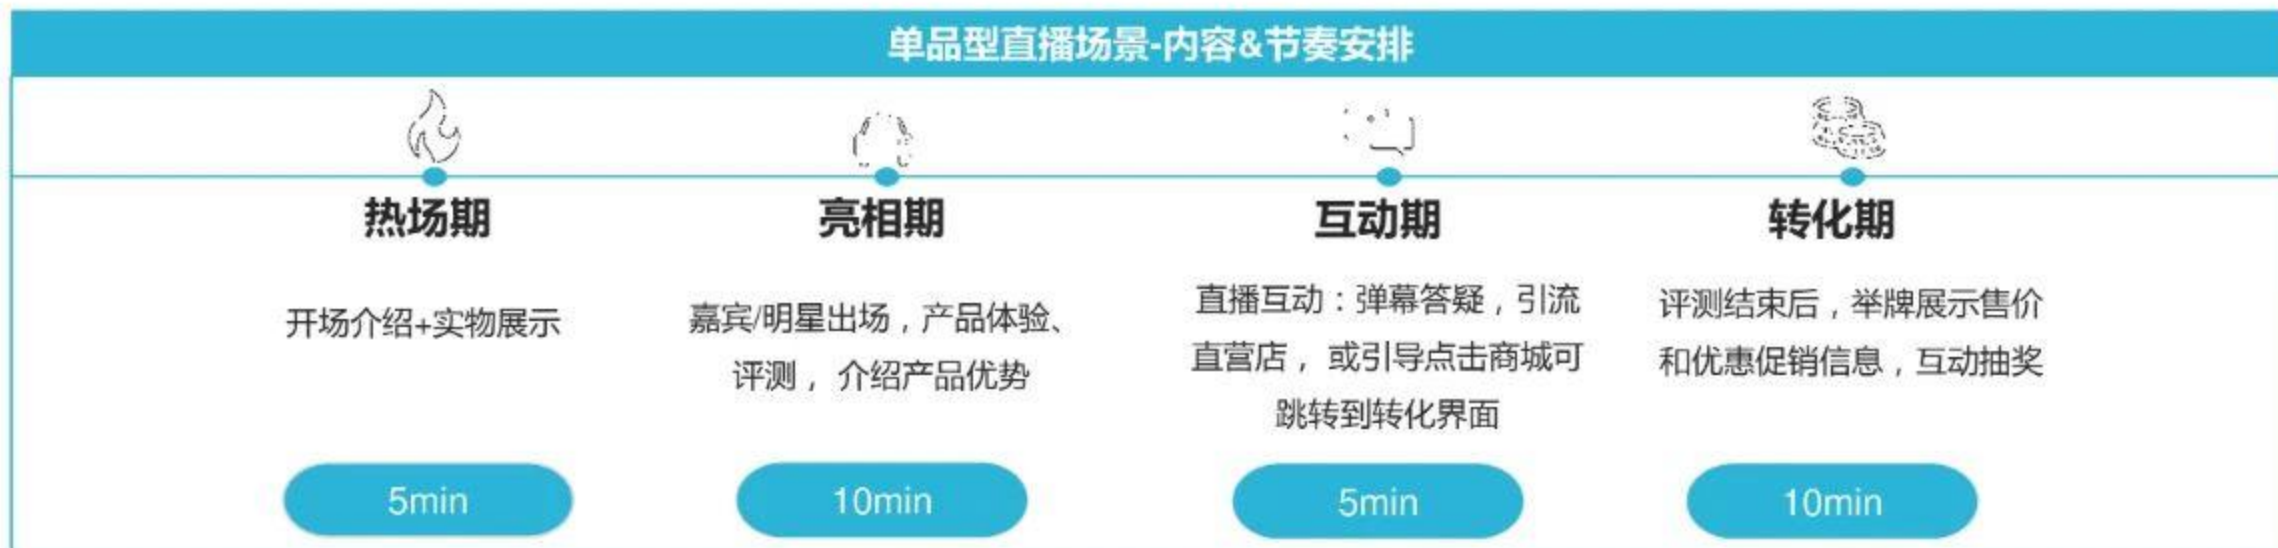 单品型直播场景-内容&节奏安排
热场期
开场介绍+实物展示
5min
亮相期
嘉宾/明星出场，产品体验、
评测， 介绍产品优势
10min
互动期
直播互动：弹幕答疑，引流
直营店， 或引导点击商城可
跳转到转化界面
5min
转化期
评测结束后，举牌展示售价
和优惠促销信息，互动抽奖
10min